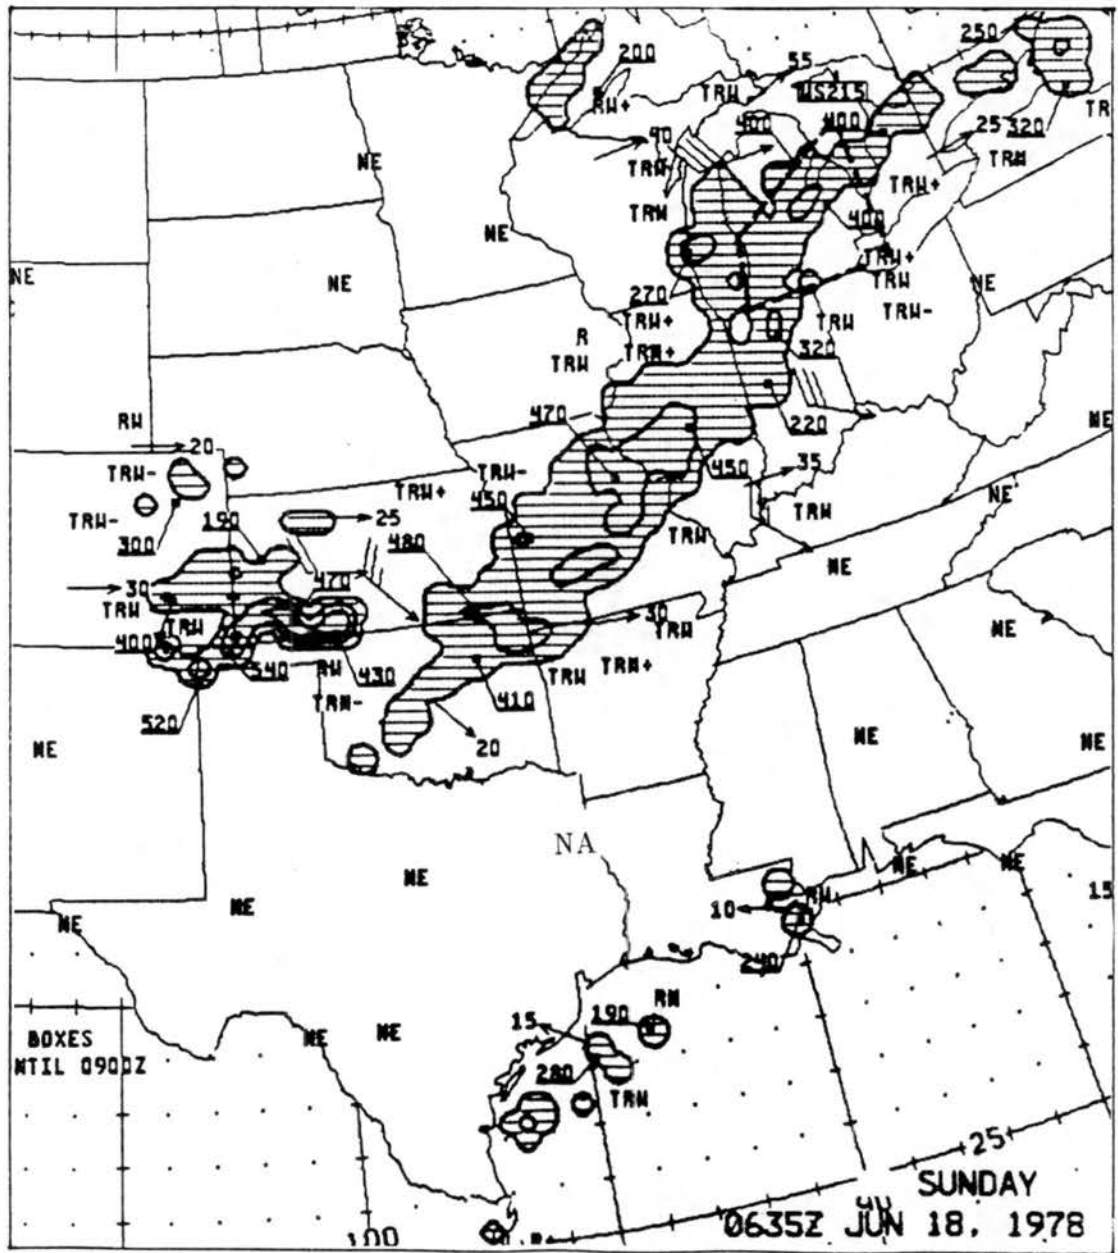 250
200
55
RW+
TRW
WS215
TR
400
400
25
320
40
TRW
NE
TRW
TRW+
TRW
400
NE
TRW+
NE
NE
TRW
NE
270
TRW-
TRW+
TRW
R
TRW+
320
TRW
470
RW
220
NE
20
TRW-
TRW-
450
35
TRW+
450
NE
190
25
TRW
TRW-
TRW
300
480
NE
470
30
30
TRW
TRW
TRW
NE
400
RW
TRW+
540
430
TRW
TRW-
410
520
20
NE
NE
NE
NA
NE
NE
NE
RW
15
NE
10
NE
240
RW
190
15
NE
NE
BOXES
NTIL 0900Z
280
TRW
25
SUNDAY
90
0635Z JUN 18, 1978
100